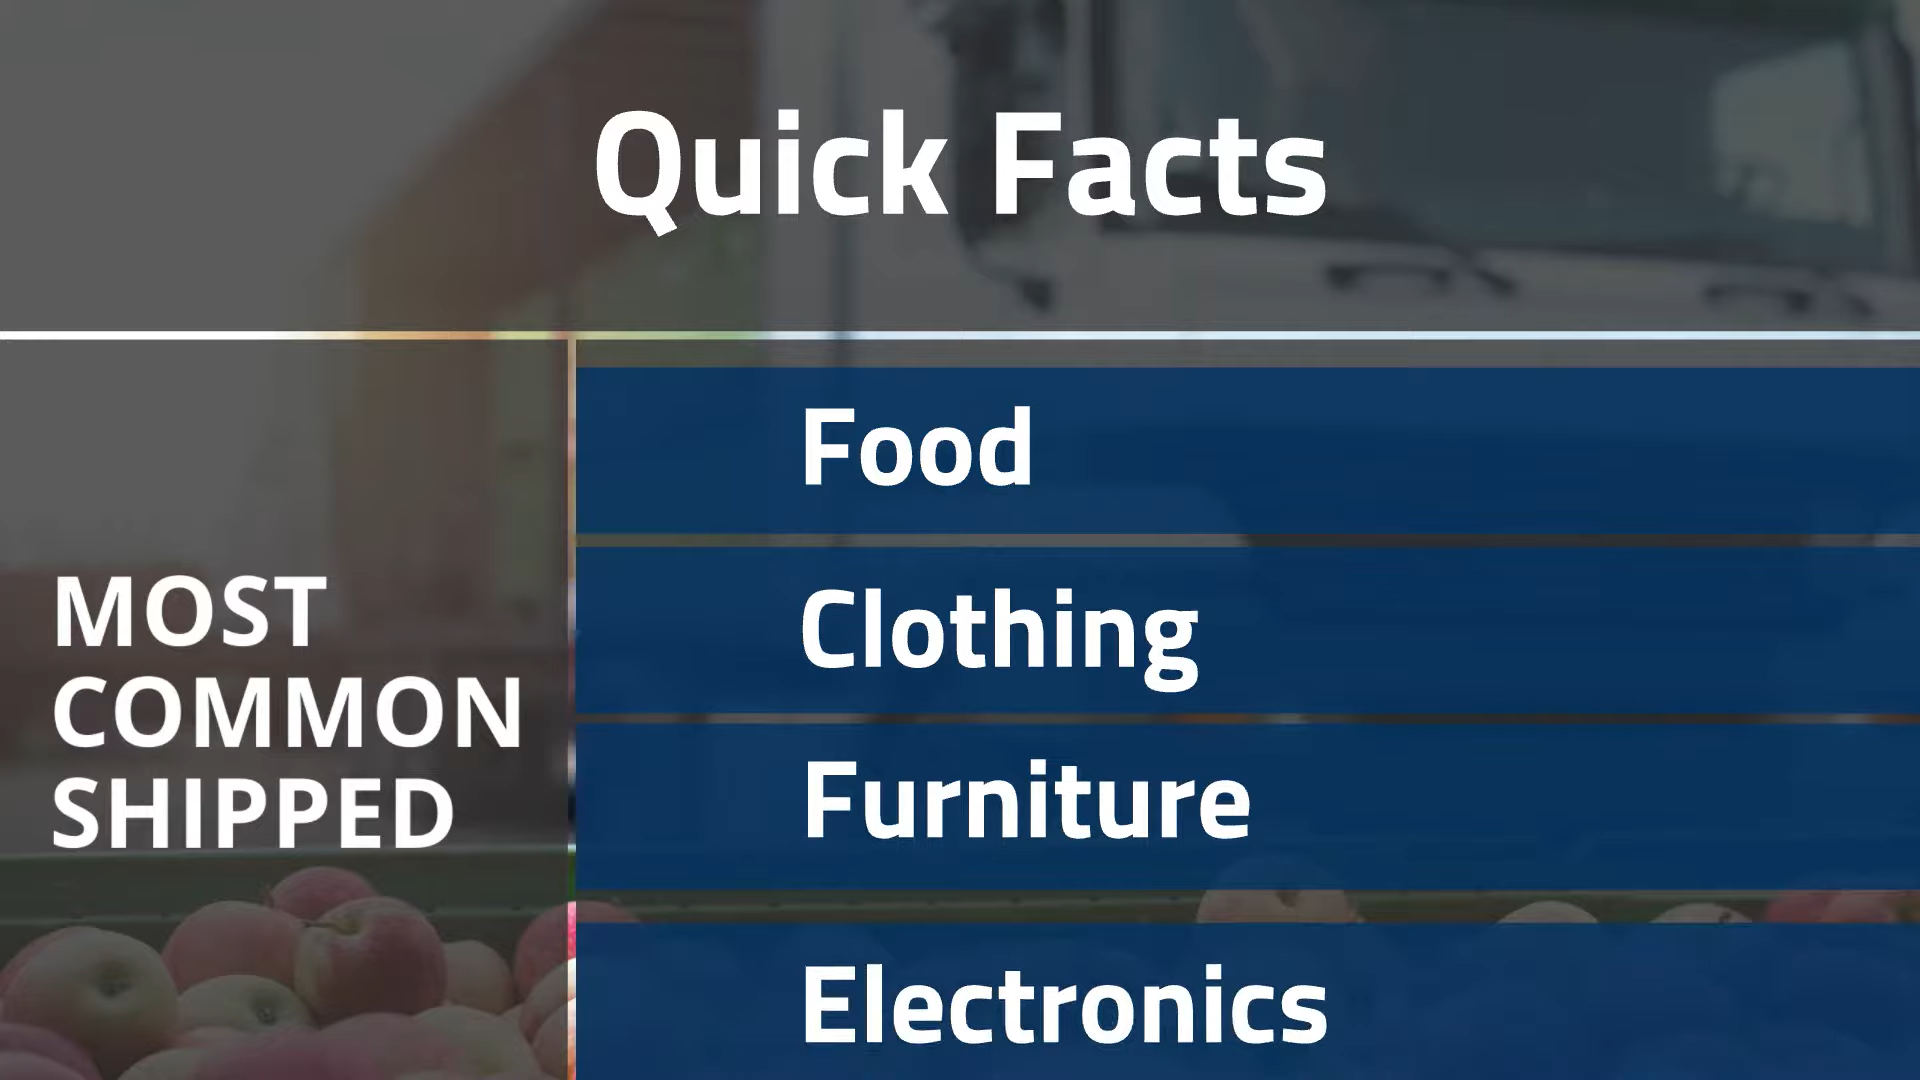 Quick Facts
MOST
COMMON
SHIPPED
Food
Clothing
Furniture
Electronics